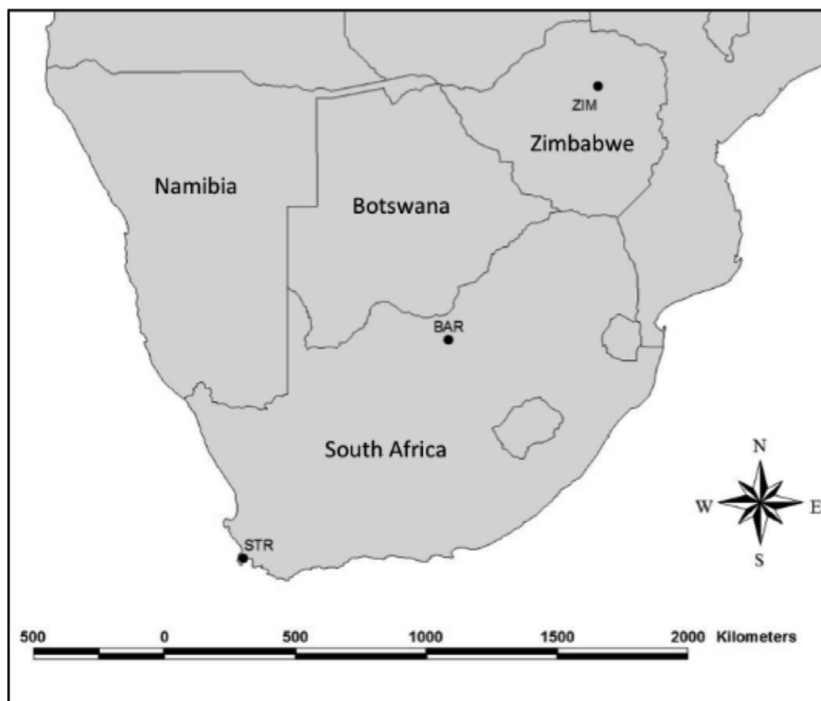 ZIM
Zimbabwe
Namibia
Botswana
BAR
South Africa
N
W E
S
STR
500 0 500 1000 1500 2000 Kilometers